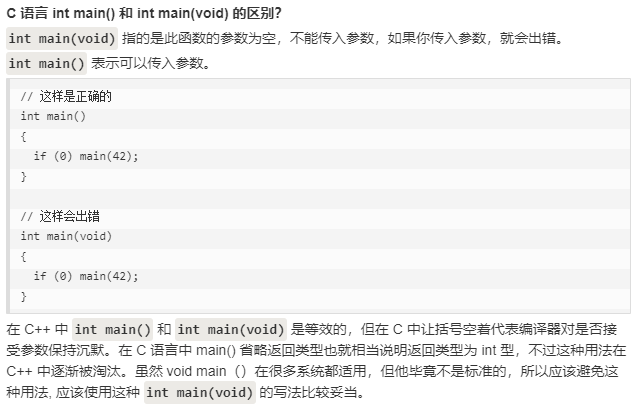 C 语言 int main() 和 int main(void) 的区别?
int main(void) 指的是此函数的参数为空，不能传入参数，如果你传入参数，就会出错。
int main() 表示可以传入参数。
// 这样是正确的
int main()
{
  if (0) main(42);
}
// 这样会出错
int main(void)
{
  if (0) main(42);
}
在 C++ 中 int main() 和 int main(void) 是等效的，但在 C 中让括号空着代表编译器对是否接
受参数保持沉默。在 C 语言中 main() 省略返回类型也就相当说明返回类型为 int 型，不过这种用法在
C++ 中逐渐被淘汰。虽然 void main（）在很多系统都适用，但他毕竟不是标准的，所以应该避免这
种用法, 应该使用这种 int main(void) 的写法比较妥当。